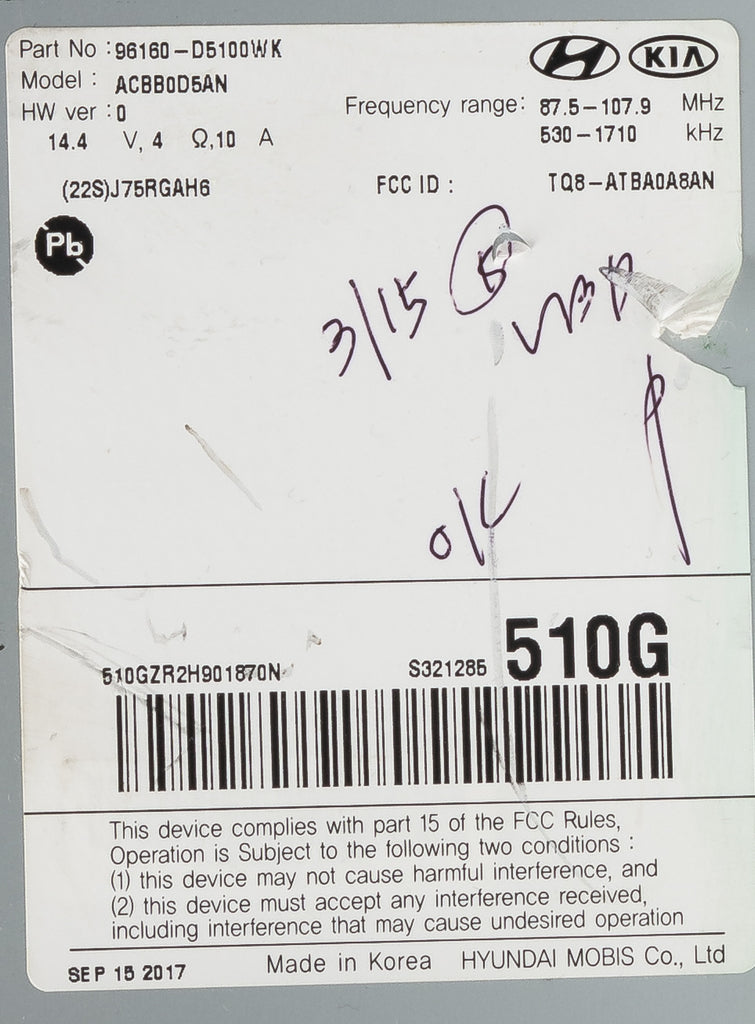 Part No : 96160-D5100WK
HYUNDAI KIA
Model : ACBB0D5AN
HW ver : 0
Frequency range: 87.5-107.9 MHz
14.4 V, 4 Ω, 10 A
530-1710 kHz
(22S)J75RGAH6
FCC ID : TQ8-ATBA0A8AN
Pb
3/15 5
O/C
510GZR2H901870N S321285 510G
This device complies with part 15 of the FCC Rules,
Operation is Subject to the following two conditions :
(1) this device may not cause harmful interference, and
(2) this device must accept any interference received,
including interference that may cause undesired operation
SEP 15 2017 Made in Korea HYUNDAI MOBIS Co., Ltd